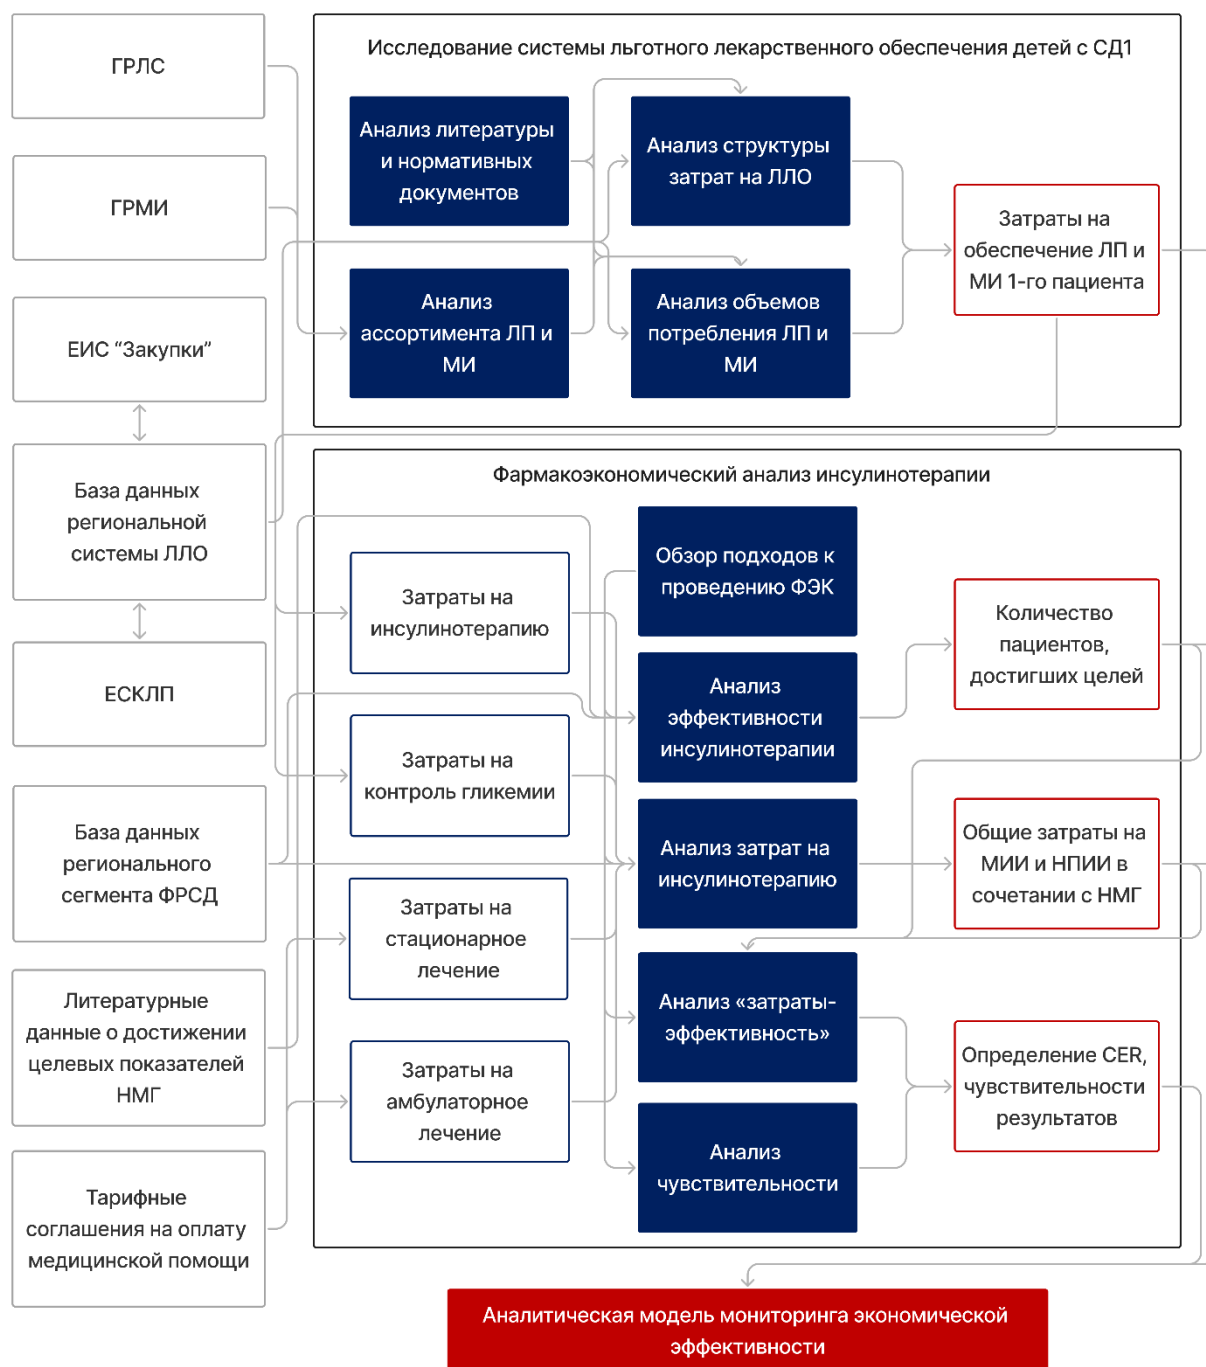 ГРЛС
ГРМИ
ЕИС “Закупки”
База данных
региональной
системы ЛЛО
ЕСКЛП
База данных
регионального
сегмента ФРСД
Литературные
данные о достижении
целевых показателей
НМГ
Тарифные
соглашения на оплату
медицинской помощи
Исследование системы льготного лекарственного обеспечения детей с СД1
Анализ литературы
и нормативных
документов
Анализ структуры
затрат на ЛЛО
Анализ
ассортимента ЛП и
МИ
Анализ объемов
потребления ЛП и
МИ
Затраты на
обеспечение ЛП и
МИ 1-го пациента
Фармакоэкономический анализ инсулинотерапии
Затраты на
инсулинотерапию
Затраты на
контроль гликемии
Затраты на
стационарное
лечение
Затраты на
амбулаторное
лечение
Обзор подходов к
проведению ФЭК
Анализ
эффективности
инсулинотерапии
Анализ затрат на
инсулинотерапию
Анализ «затраты-
эффективность»
Анализ
чувствительности
Количество
пациентов,
достигших целей
Общие затраты на
МИИ и НПИИ в
сочетании с НМГ
Определение CER,
чувствительности
результатов
Аналитическая модель мониторинга экономической
эффективности